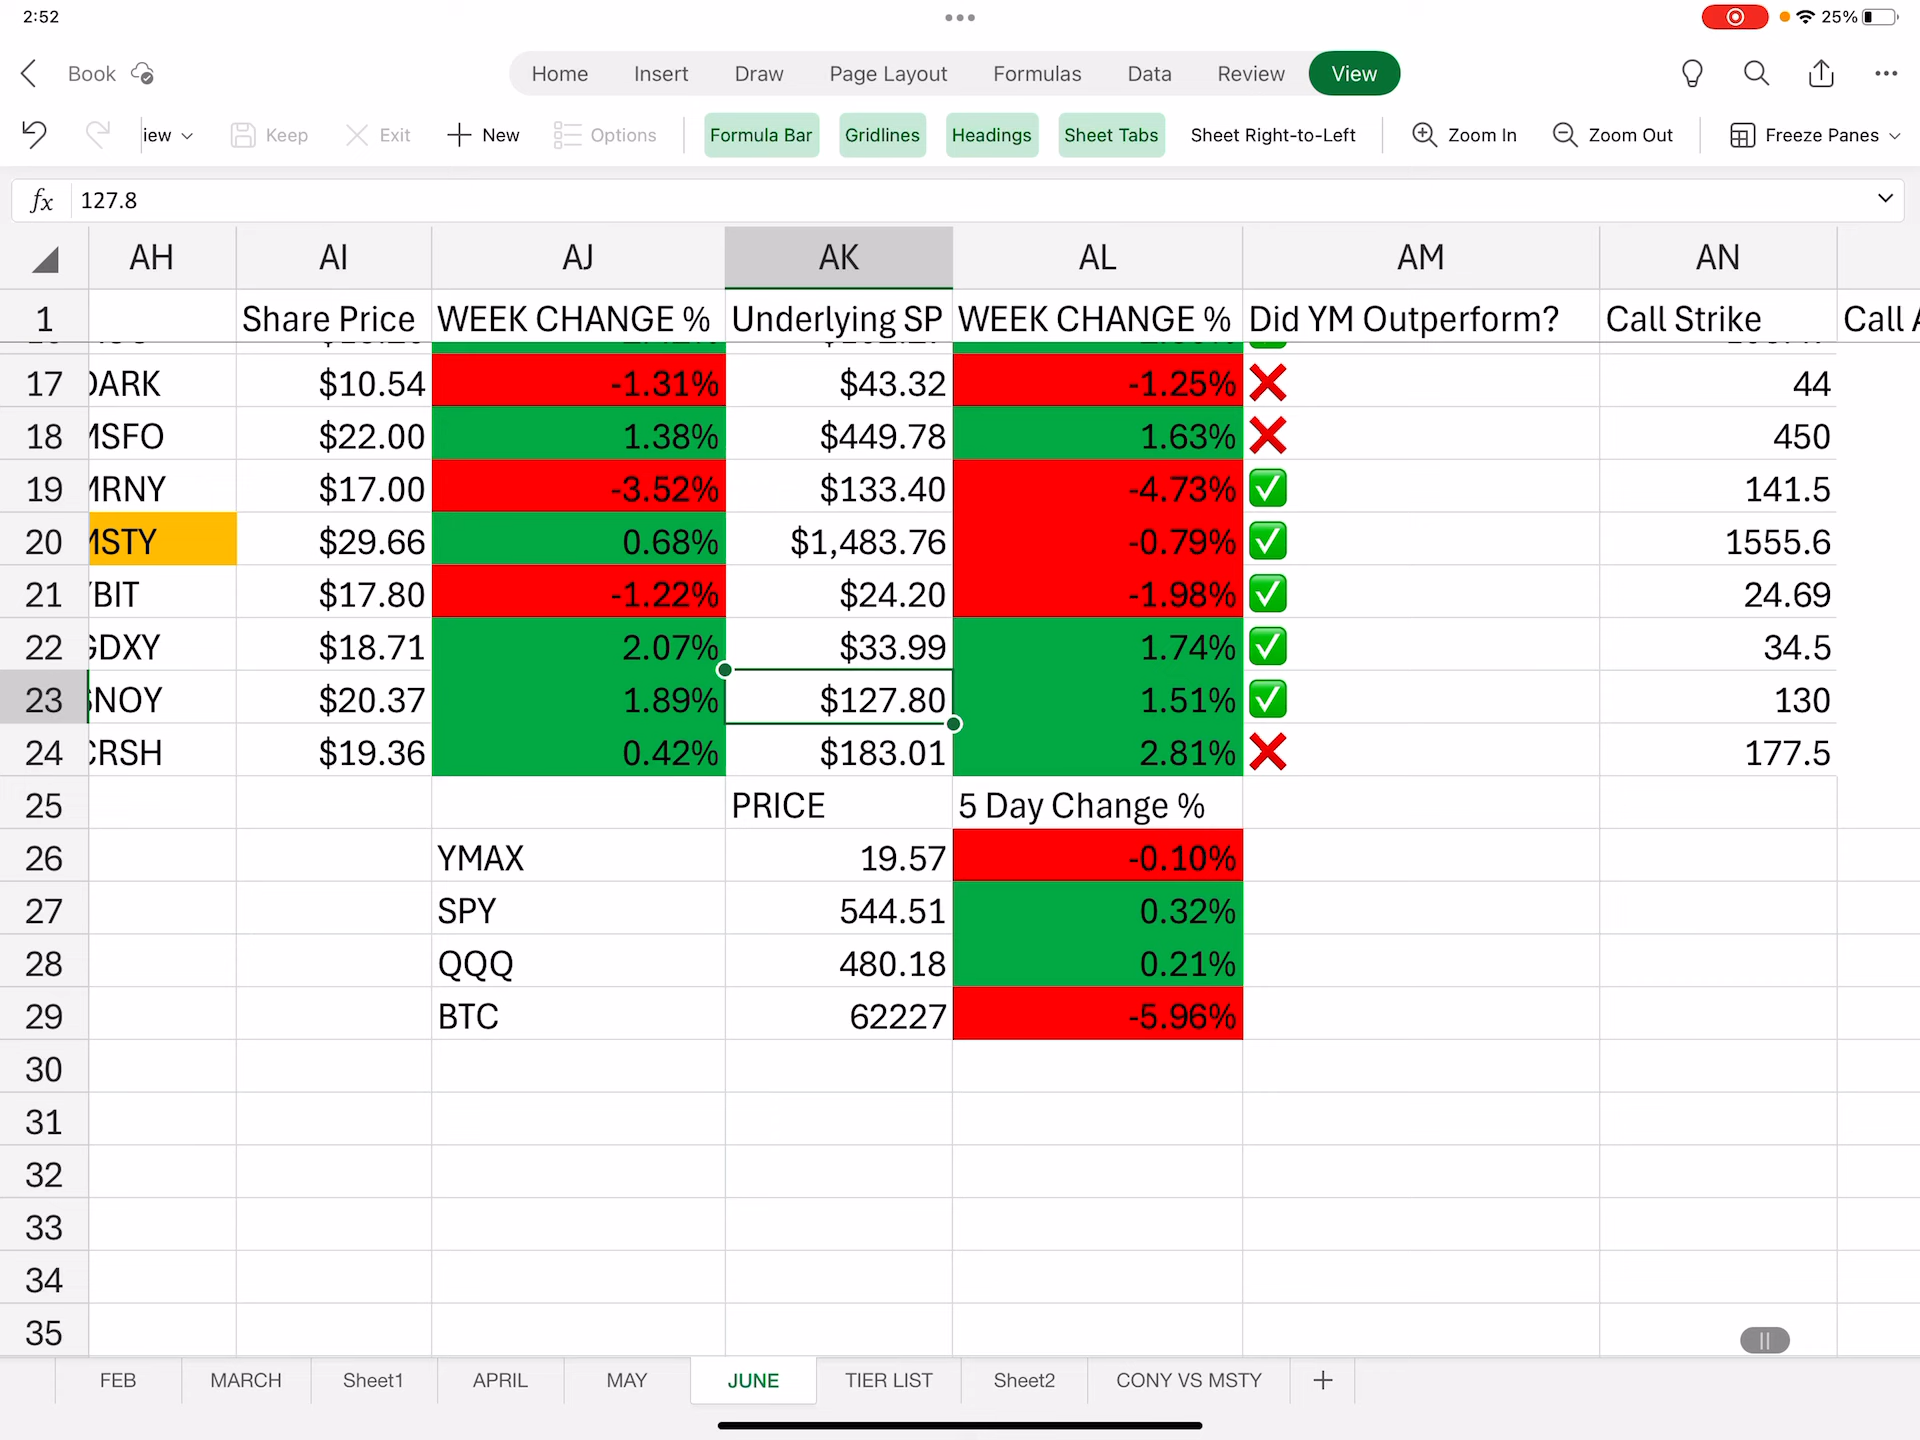 2:52
25%
Book
Home Insert Draw Page Layout Formulas Data Review View
iew Keep Exit New Options Formula Bar Gridlines Headings Sheet Tabs Sheet Right-to-Left Zoom In Zoom Out Freeze Panes
fx 127.8
AH AI AJ AK AL AM AN
1 Share Price WEEK CHANGE % Underlying SP WEEK CHANGE % Did YM Outperform? Call Strike Call
17 DARK $10.54 -1.31% $43.32 -1.25% ❌ 44
18 MSFO $22.00 1.38% $449.78 1.63% ❌ 450
19 MRNY $17.00 -3.52% $133.40 -4.73% ✅ 141.5
20 MSTY $29.66 0.68% $1,483.76 -0.79% ✅ 1555.6
21 YBIT $17.80 -1.22% $24.20 -1.98% ✅ 24.69
22 GDXY $18.71 2.07% $33.99 1.74% ✅ 34.5
23 SNOY $20.37 1.89% $127.80 1.51% ✅ 130
24 CRSH $19.36 0.42% $183.01 2.81% ❌ 177.5
25 PRICE 5 Day Change %
26 YMAX 19.57 -0.10%
27 SPY 544.51 0.32%
28 QQQ 480.18 0.21%
29 BTC 62227 -5.96%
30
31
32
33
34
35
FEB MARCH Sheet1 APRIL MAY JUNE TIER LIST Sheet2 CONY VS MSTY